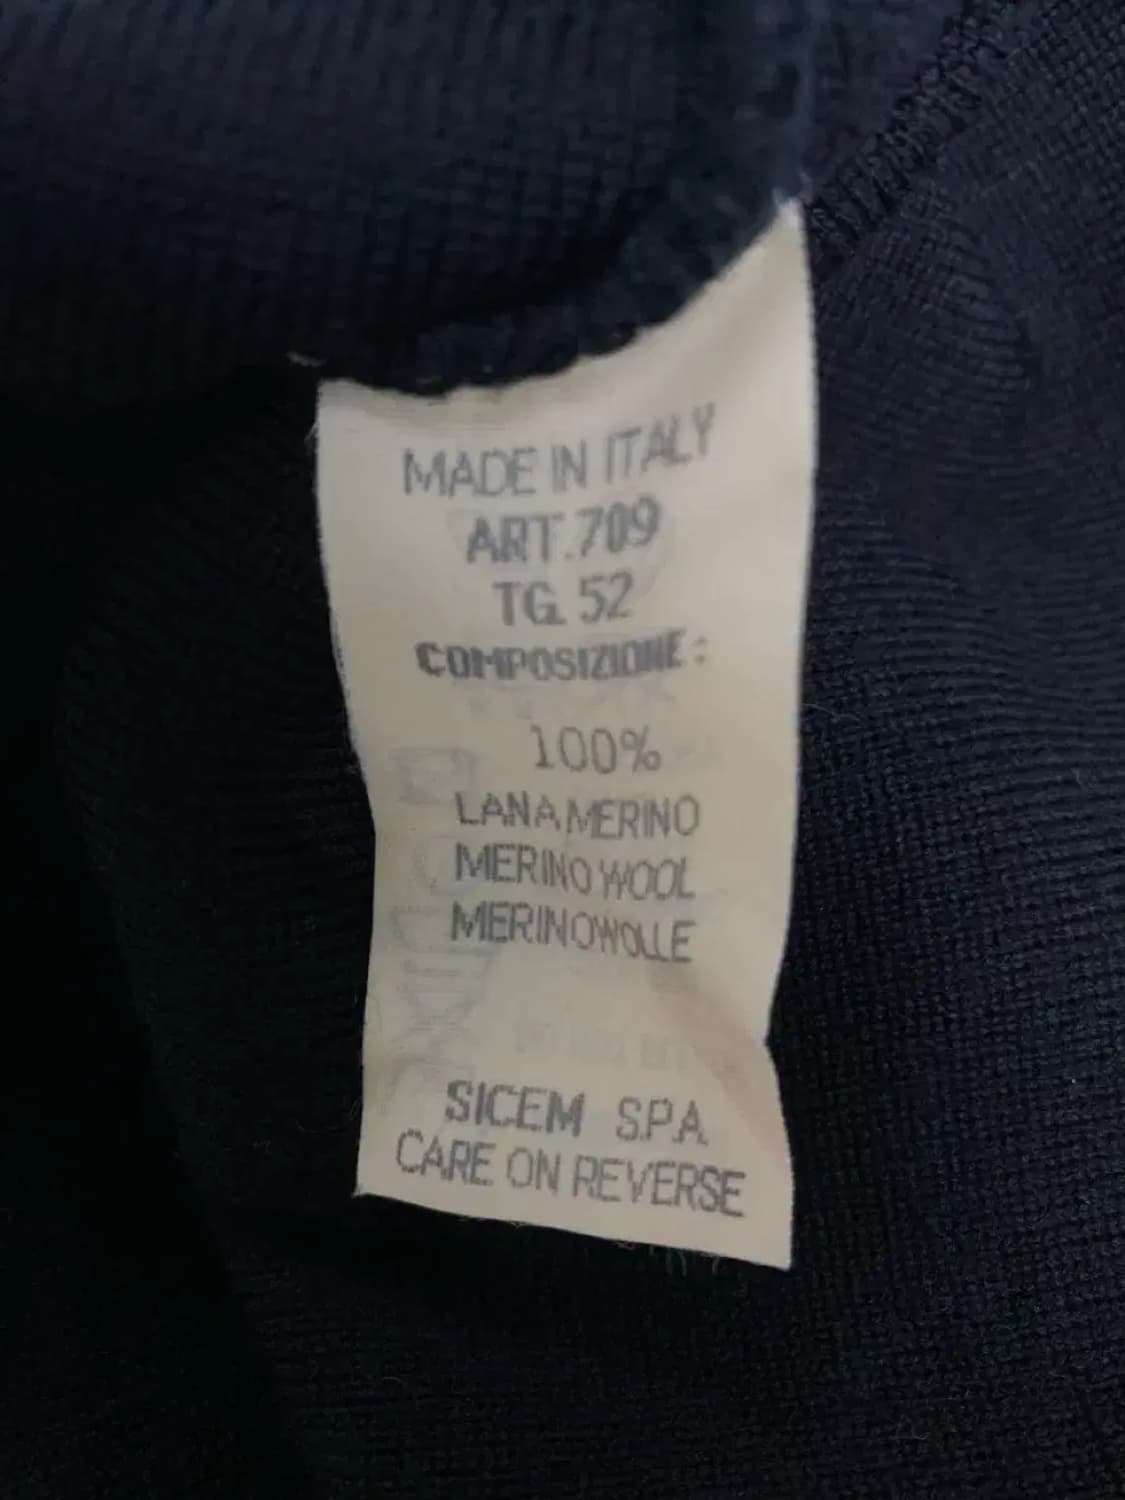 MADE IN ITALY
ART.709
TG. 52
COMPOSIZIONE:
100%
LANA MERINO
MERINO WOOL
MERINOWOLLE
SICEM S.P.A.
CARE ON REVERSE